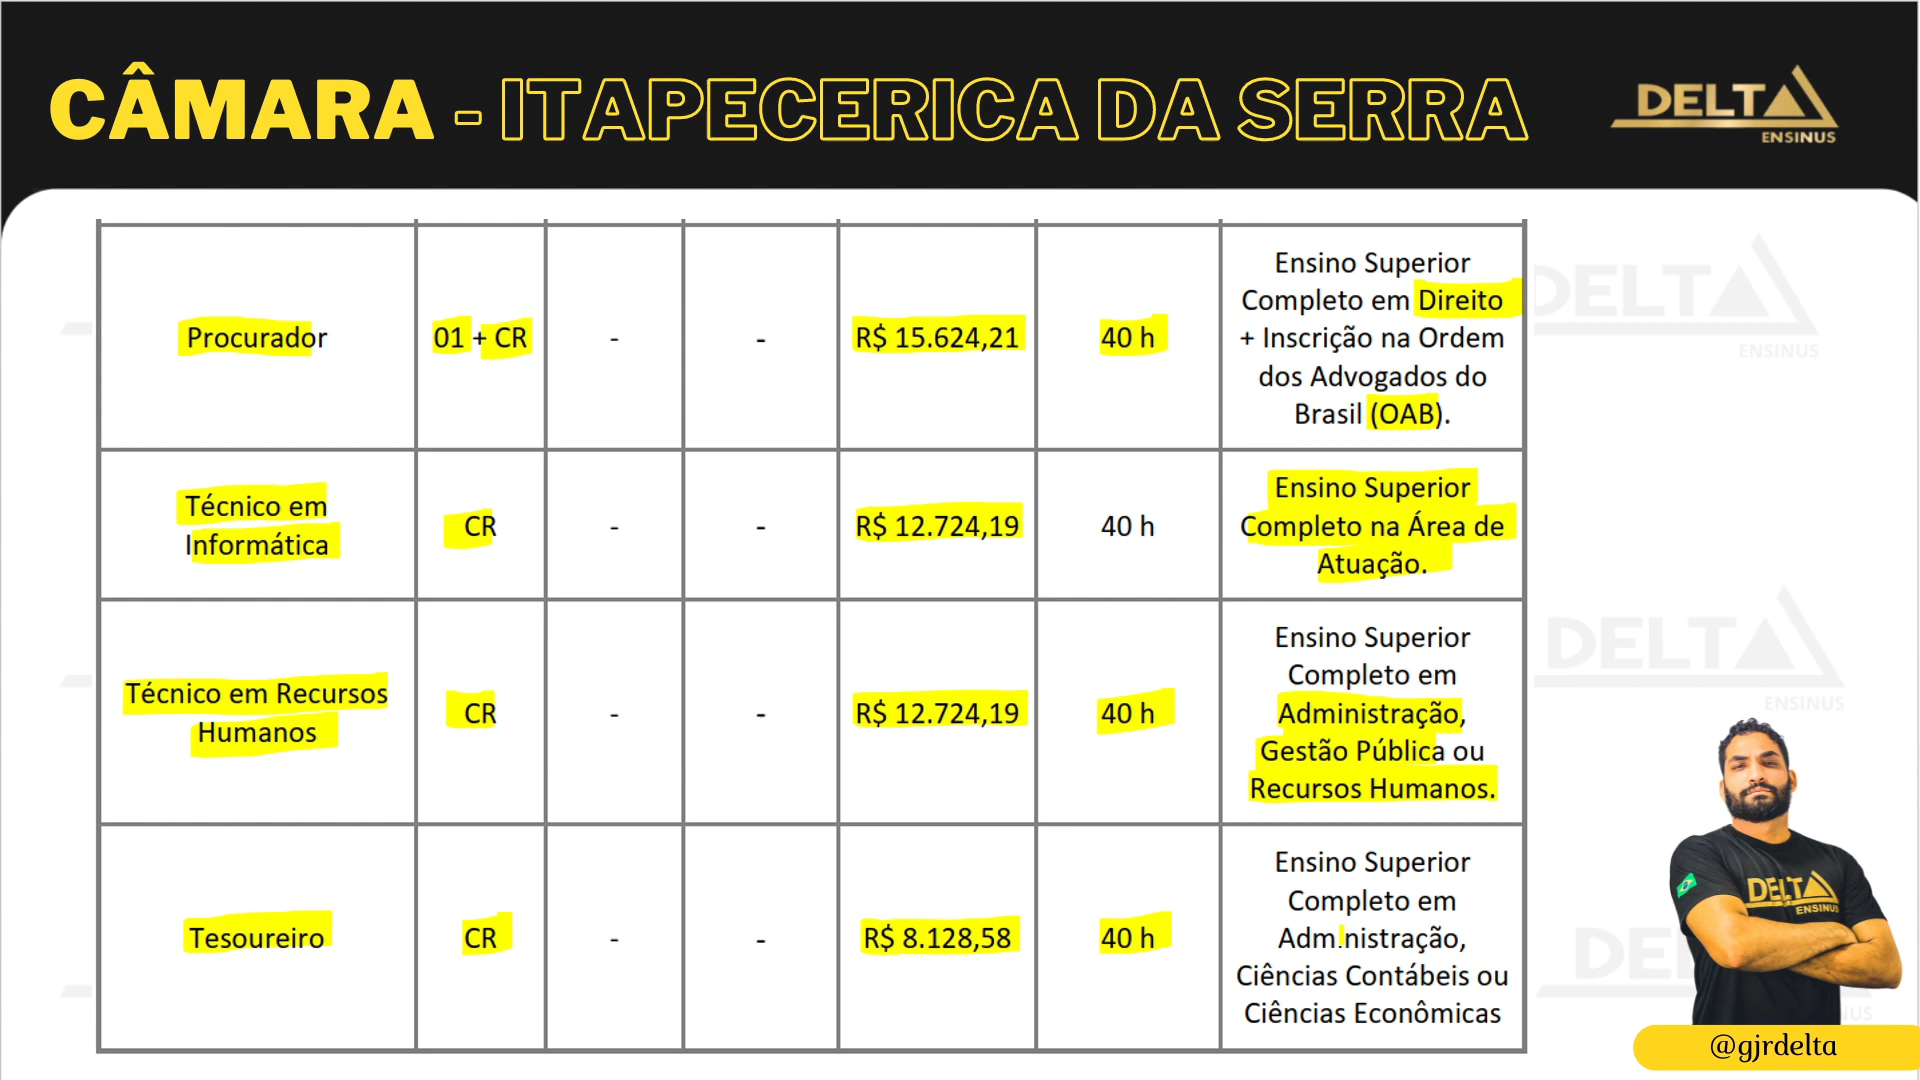 CÂMARA - ITAPECERICA DA SERRA
DELTA
ENSINUS
Procurador
01 + CR
-
-
R$ 15.624,21
40 h
Ensino Superior
Completo em Direito
+ Inscrição na Ordem
dos Advogados do
Brasil (OAB).
Técnico em
Informática
CR
-
-
R$ 12.724,19
40 h
Ensino Superior
Completo na Área de
Atuação.
Técnico em Recursos
Humanos
CR
-
-
R$ 12.724,19
40 h
Ensino Superior
Completo em
Administração,
Gestão Pública ou
Recursos Humanos.
Tesoureiro
CR
-
-
R$ 8.128,58
40 h
Ensino Superior
Completo em
Administração,
Ciências Contábeis ou
Ciências Econômicas
DELTA
ENSINUS
DELTA
ENSINUS
DELTA
ENSINUS
@gjrdelta